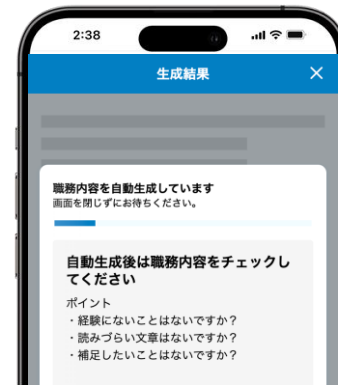 2:38
生成結果
職務内容を自動生成しています
画面を閉じずにお待ちください。
自動生成後は職務内容をチェックし
てください
ポイント
・経験にないことはないですか？
・読みづらい文章はないですか？
・補足したいことはないですか？